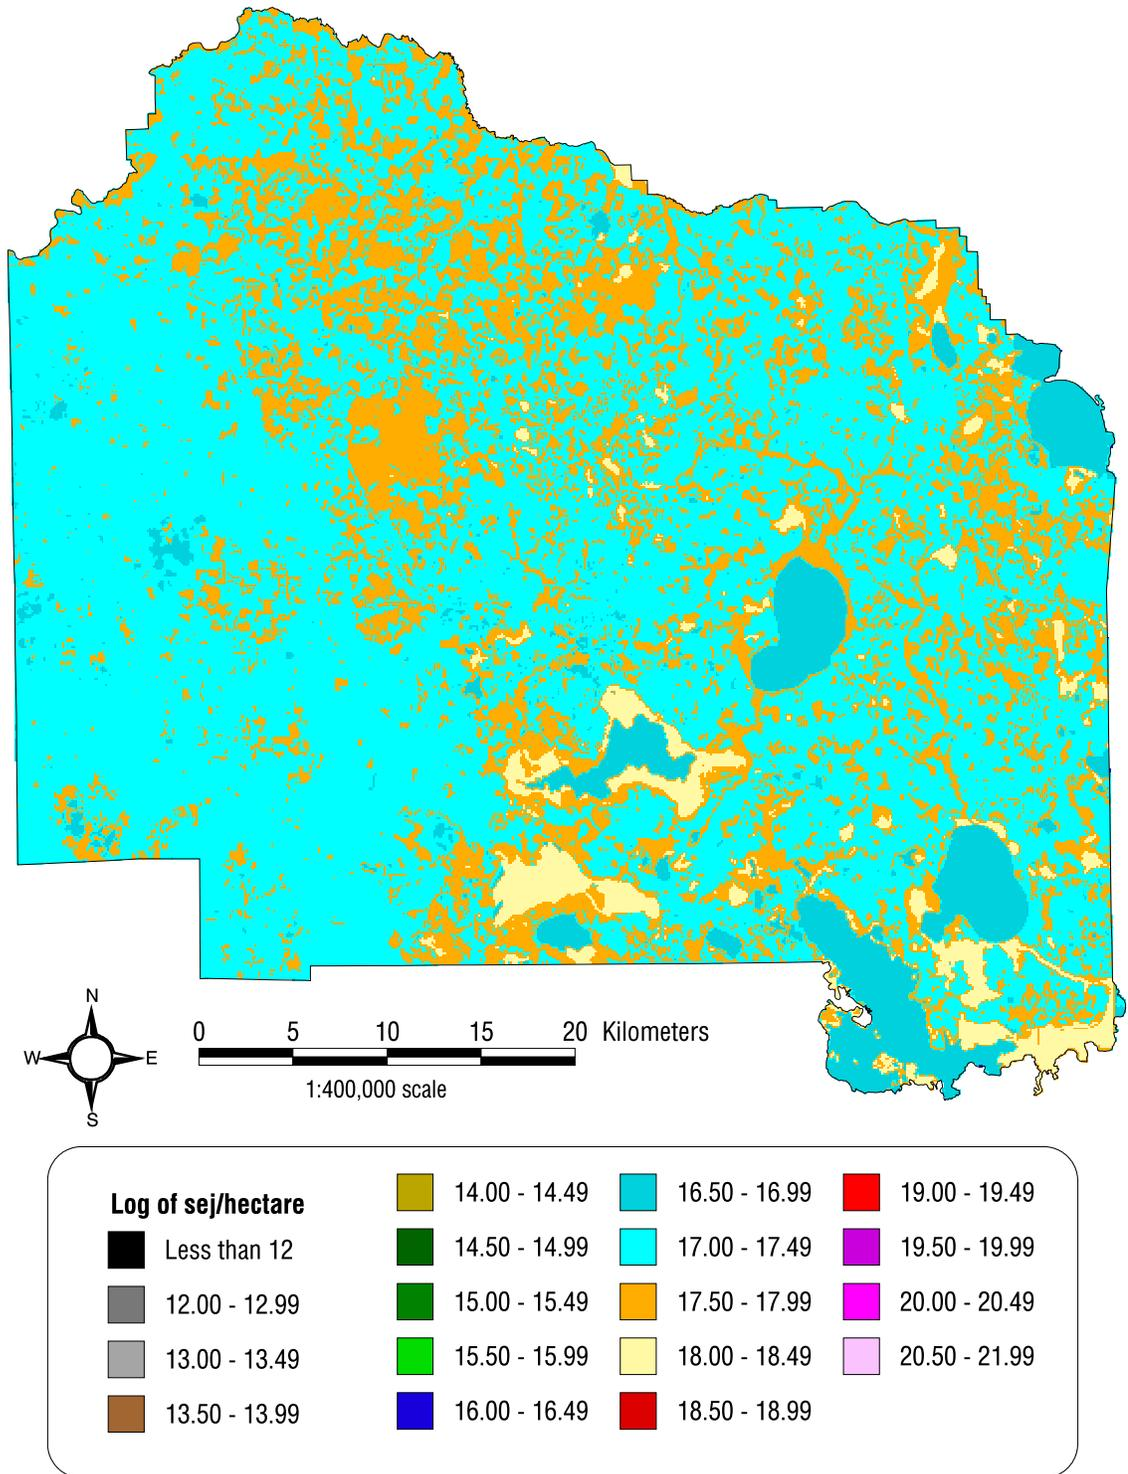 N
W E
S
0 5 10 15 20 Kilometers
1:400,000 scale
Log of sej/hectare
Less than 12
12.00 - 12.99
13.00 - 13.49
13.50 - 13.99
14.00 - 14.49
14.50 - 14.99
15.00 - 15.49
15.50 - 15.99
16.00 - 16.49
16.50 - 16.99
17.00 - 17.49
17.50 - 17.99
18.00 - 18.49
18.50 - 18.99
19.00 - 19.49
19.50 - 19.99
20.00 - 20.49
20.50 - 21.99